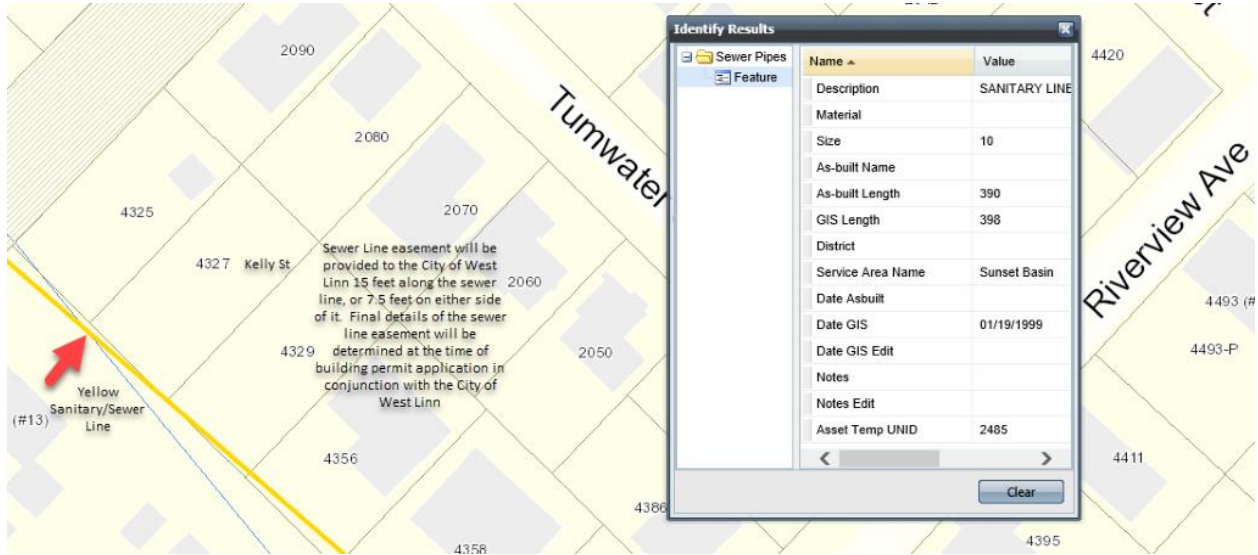 2090
2080
2070
2060
2050
4325
4327 Kelly St
4329
4356
4358
4386
Tumwater
Sewer Line easement will be
provided to the City of West
Linn 15 feet along the sewer
line, or 7.5 feet on either side
of it. Final details of the sewer
line easement will be
determined at the time of
building permit application in
conjunction with the City of
West Linn
Yellow
Sanitary/Sewer
Line
(#13)
Identify Results
Sewer Pipes
Feature
Name Value
Description SANITARY LINE
Material
Size 10
As-built Name
As-built Length 390
GIS Length 398
District
Service Area Name Sunset Basin
Date Asbuilt
Date GIS 01/19/1999
Date GIS Edit
Notes
Notes Edit
Asset Temp UNID 2485
Clear
4420
Riverview Ave
4493 (#
4493-P
4411
4395